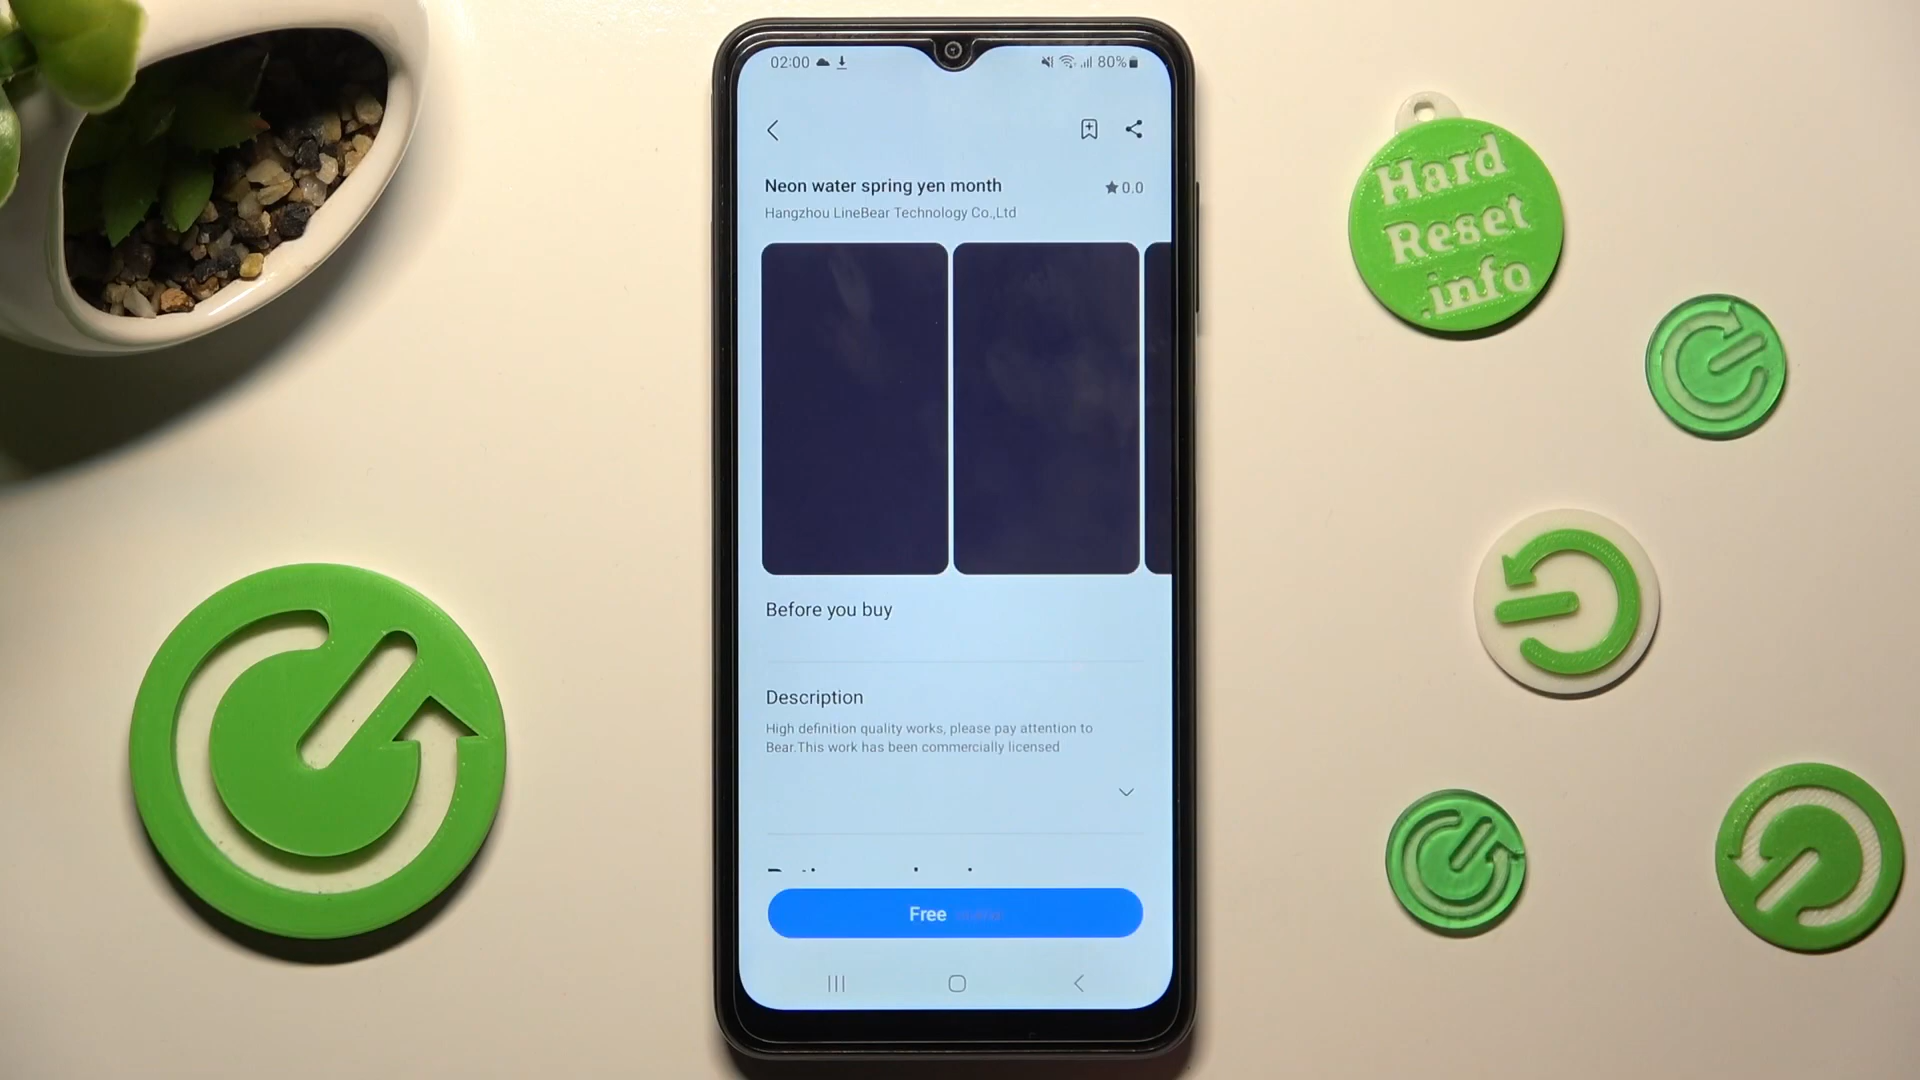 02:00
80%
Neon water spring yen month
0.0
Hangzhou LineBear Technology Co.,Ltd
Before you buy
Description
High definition quality works, please pay attention to
Bear.This work has been commercially licensed
Free
Hard
Reset
.info